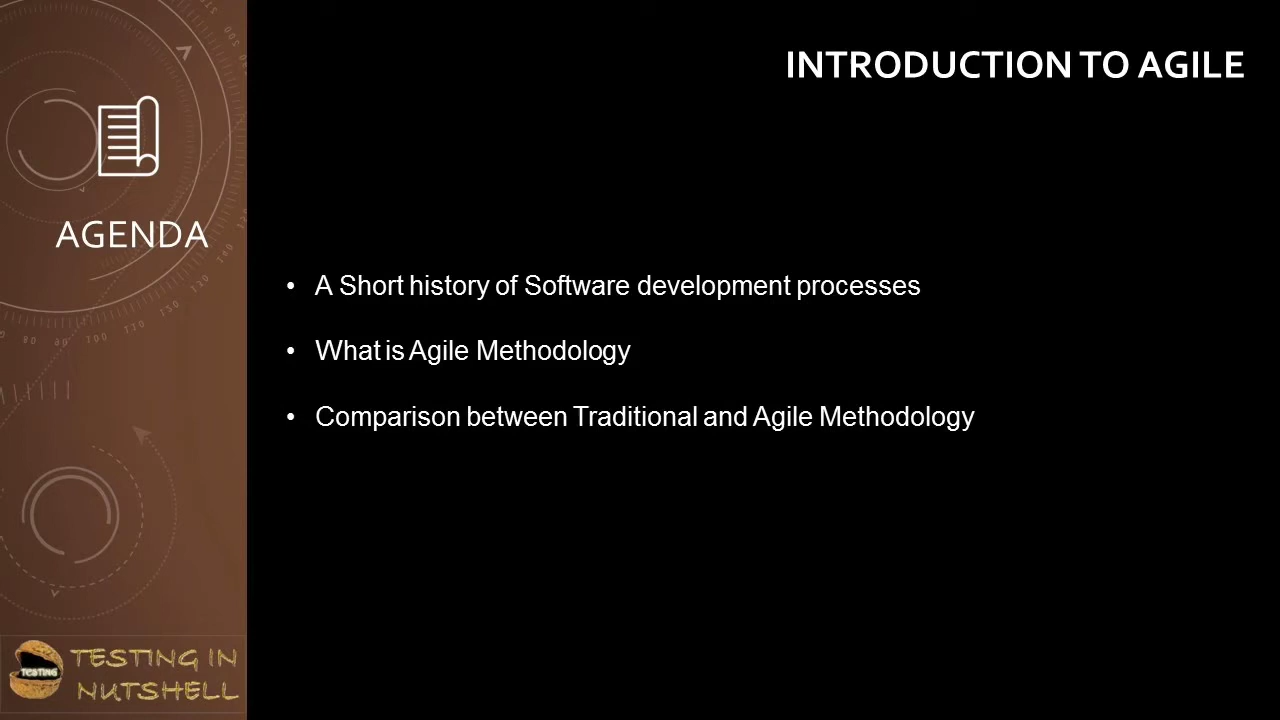 INTRODUCTION TO AGILE
AGENDA
• A Short history of Software development processes
• What is Agile Methodology
• Comparison between Traditional and Agile Methodology
TESTING
TESTING IN
NUTSHELL